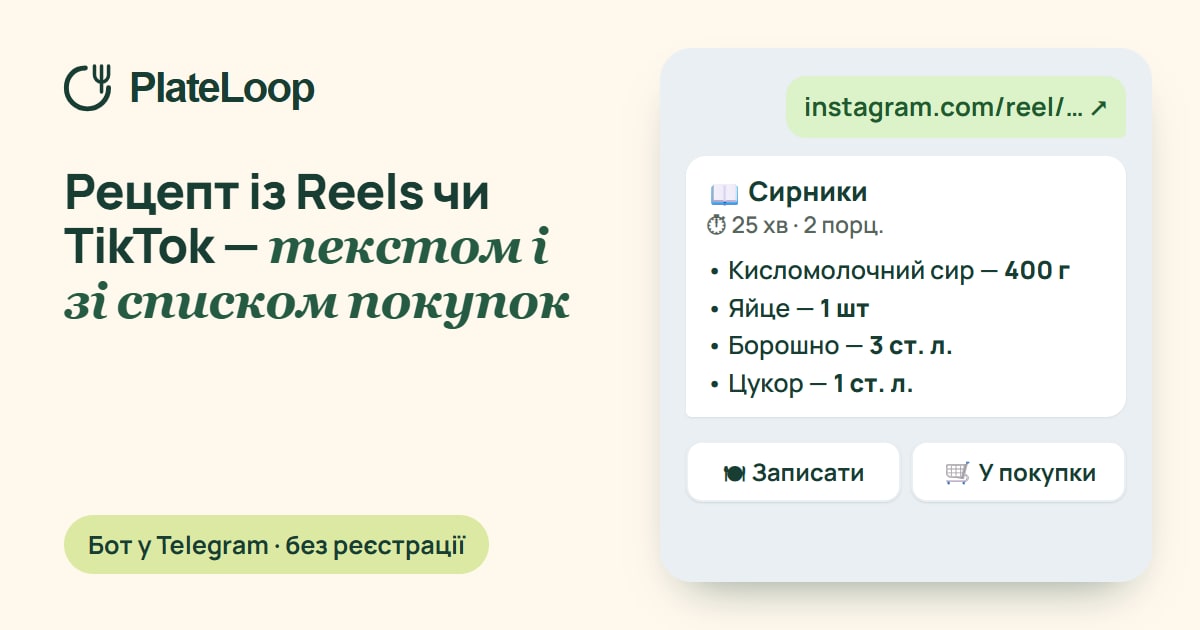 PlateLoop
Рецепт із Reels чи
TikTok — текстом і
зі списком покупок
Бот у Telegram · без реєстрації
instagram.com/reel/… ↗
📖 Сирники
⏱ 25 хв · 2 порц.
• Кисломолочний сир — 400 г
• Яйце — 1 шт
• Борошно — 3 ст. л.
• Цукор — 1 ст. л.
🍽 Записати
🛒 У покупки